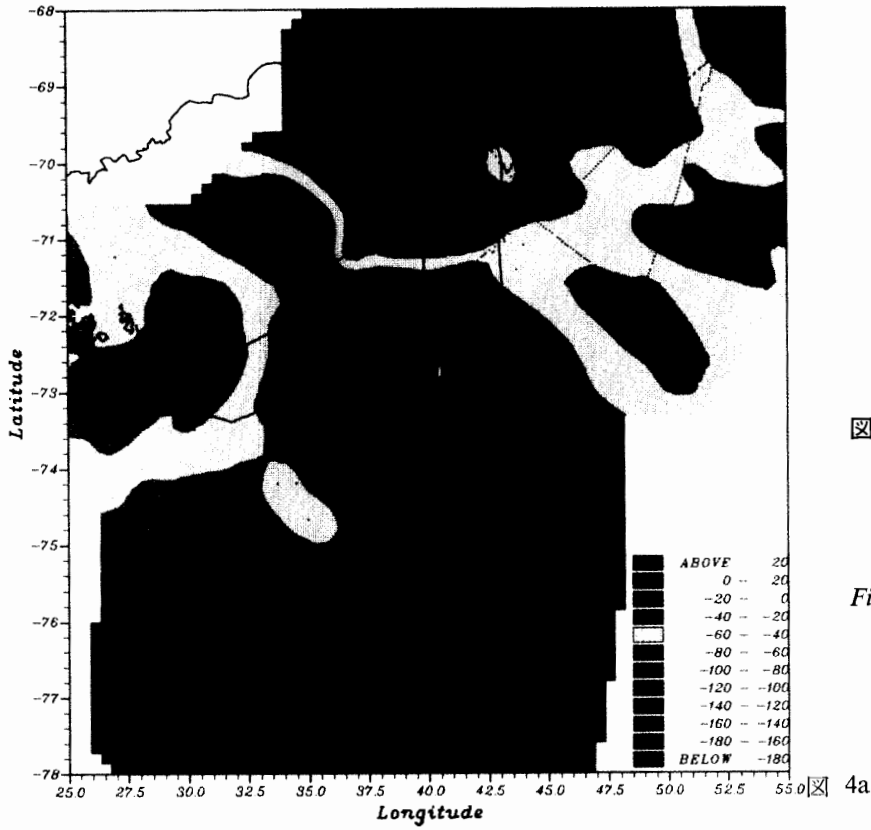 -68
-69
-70
-71
-72
-73
-74
-75
-76
-77
-78
Latitude
25.0 27.5 30.0 32.5 35.0 37.5 40.0 42.5 45.0 47.5 50.0 52.5 55.0
Longitude
ABOVE 20
0 -- 20
-20 -- 0
-40 -- -20
-60 -- -40
-80 -- -60
-100 -- -80
-120 -- -100
-140 -- -120
-160 -- -140
-180 -- -160
BELOW -180
図
Fi
図 4a